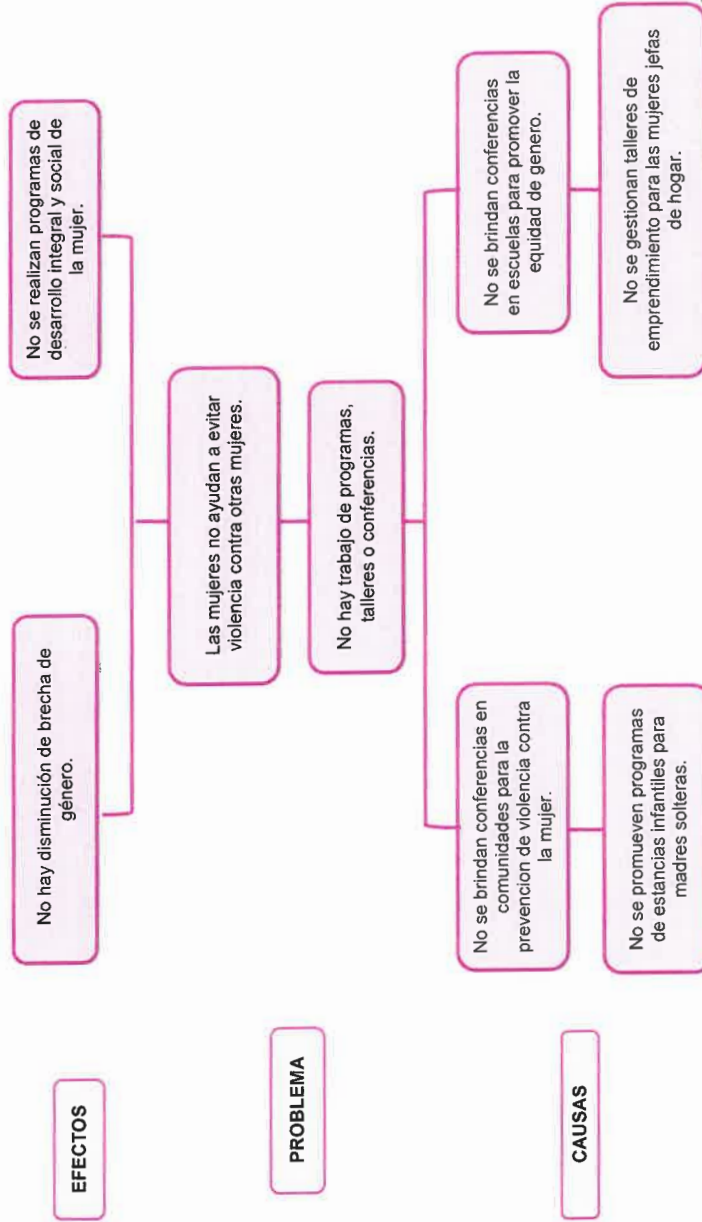 EFECTOS
No hay disminución de brecha de
género.
No se realizan programas de
desarrollo integral y social de
la mujer.
PROBLEMA
Las mujeres no ayudan a evitar
violencia contra otras mujeres.
No hay trabajo de programas,
talleres o conferencias.
CAUSAS
No se brindan conferencias en
comunidades para la
prevencion de violencia contra
la mujer.
No se brindan conferencias
en escuelas para promover la
equidad de genero.
No se promueven programas
de estancias infantiles para
madres solteras.
No se gestionan talleres de
emprendimiento para las mujeres jefas
de hogar.